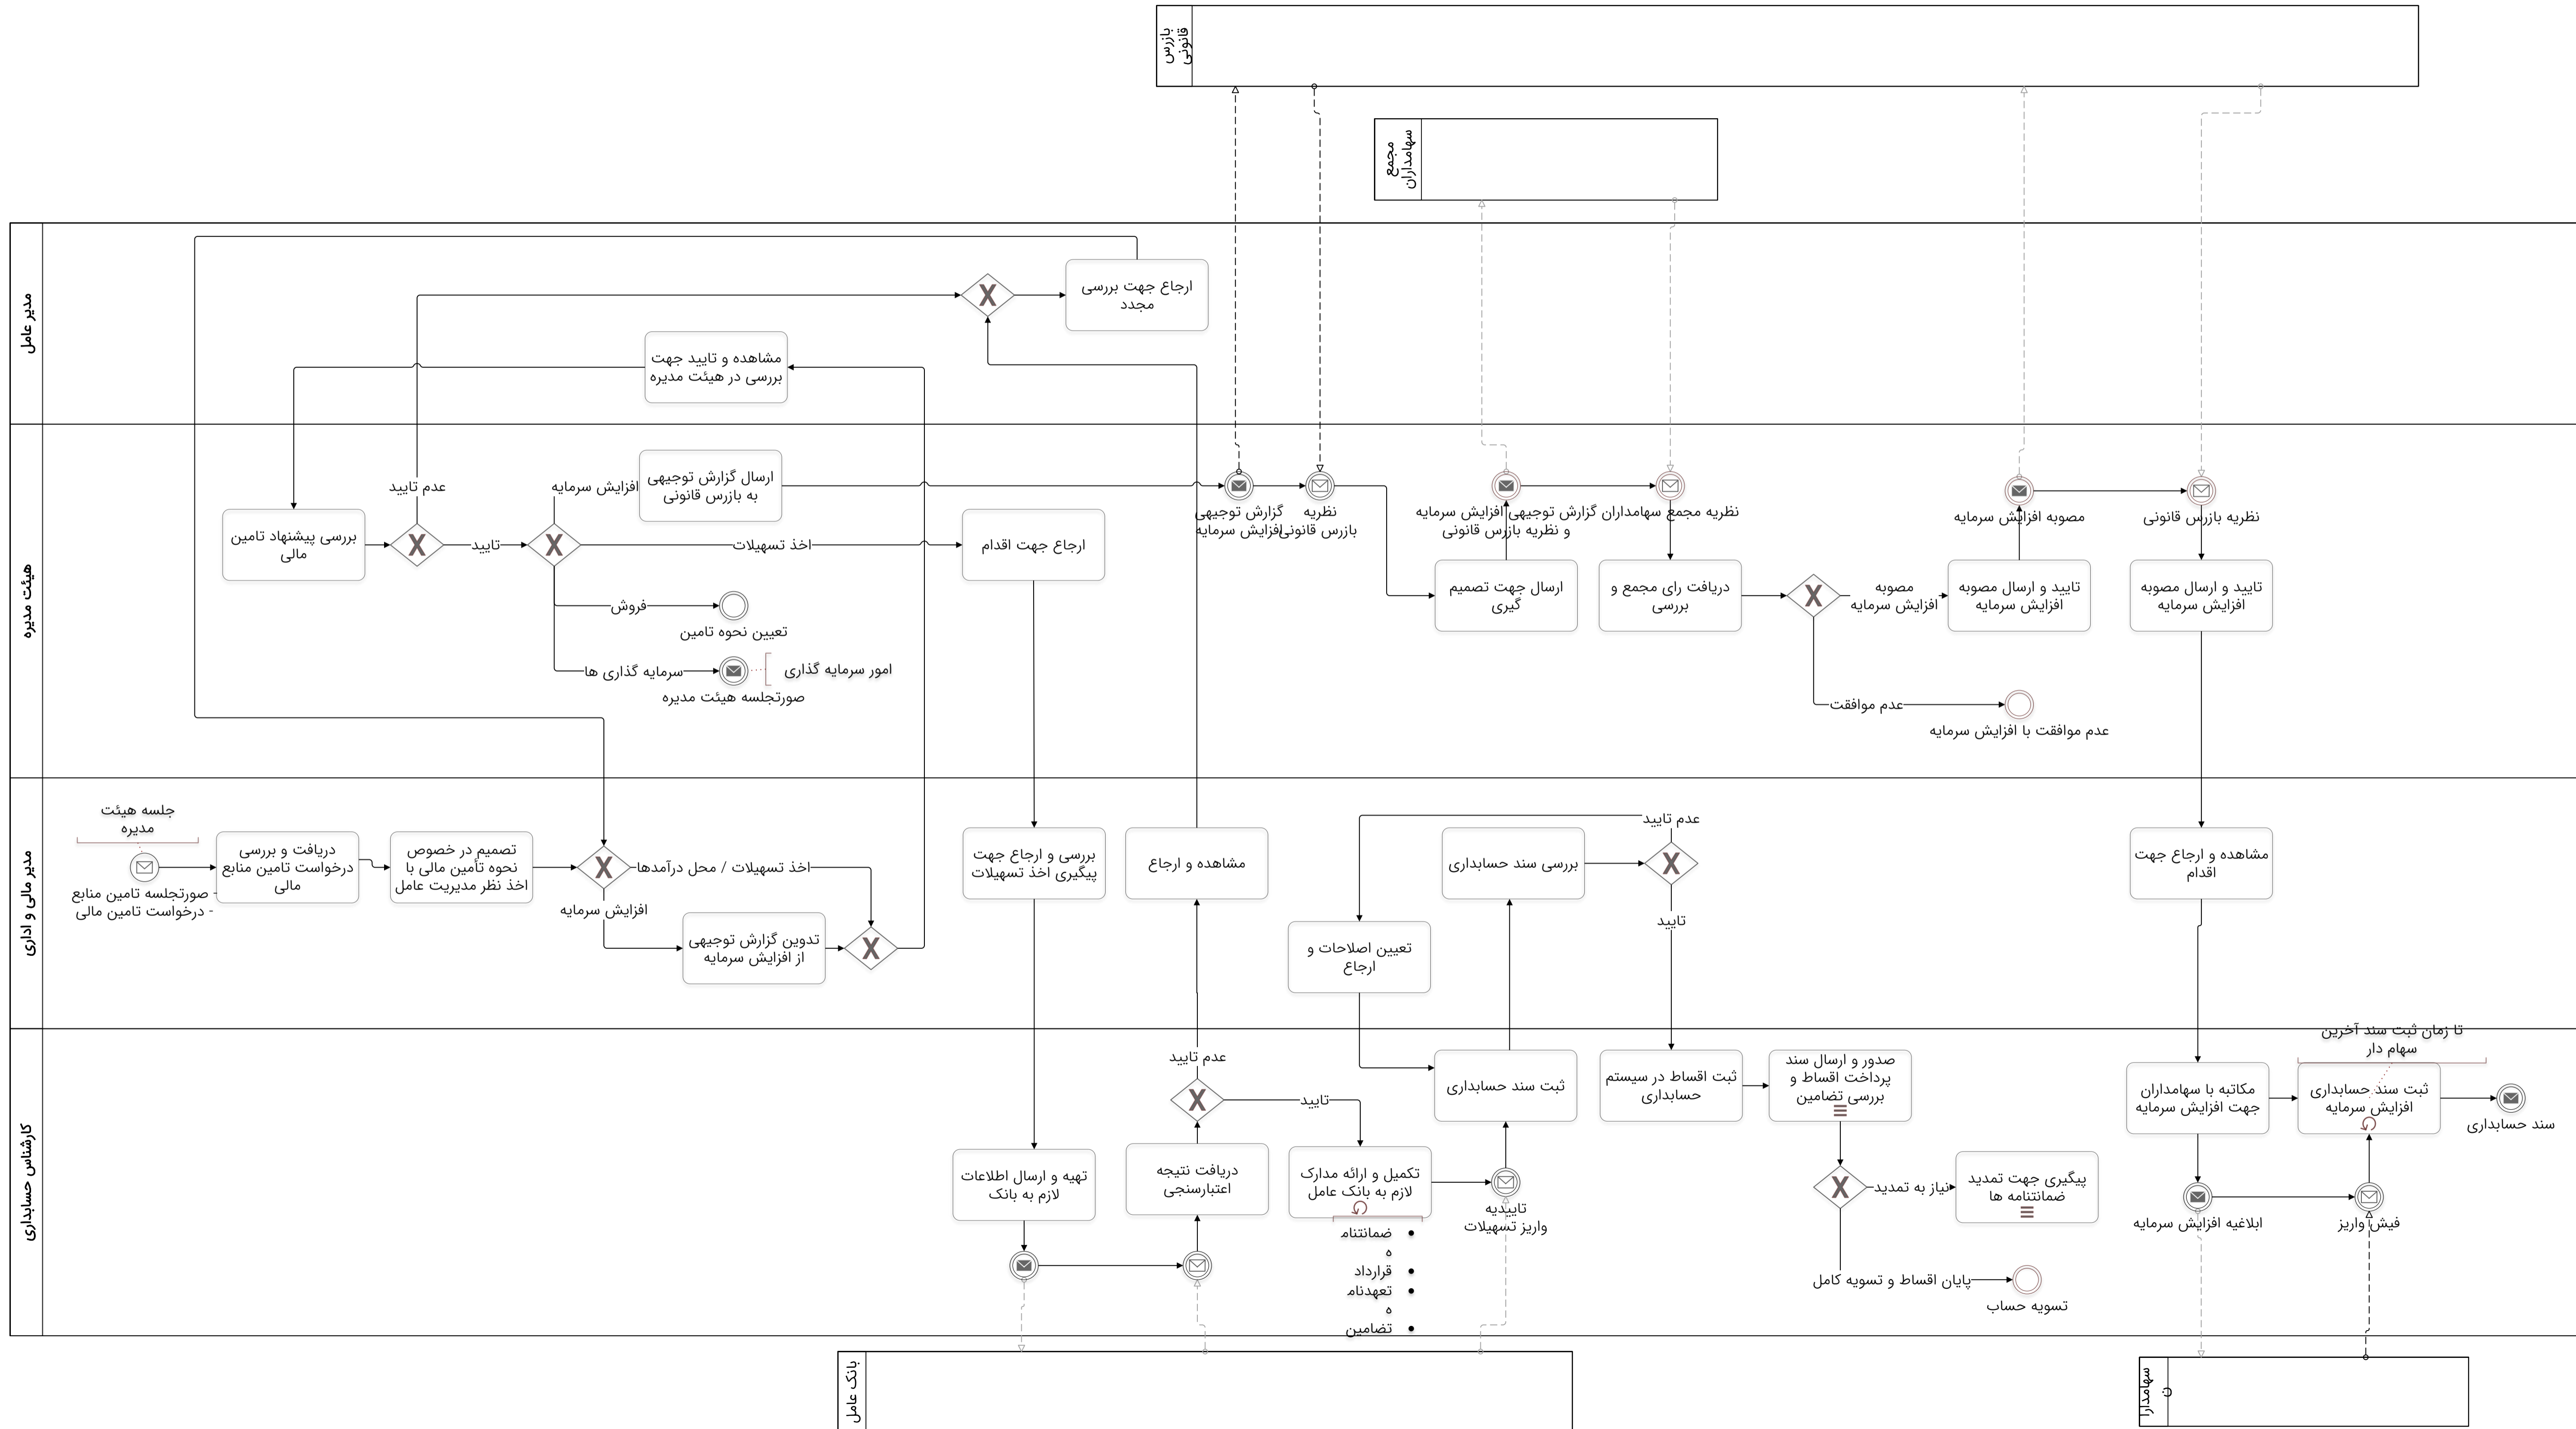 بازرس
قانونی
مجمع
سهامداران
مدیر عامل
ارجاع جهت بررسی
مجدد
مشاهده و تایید جهت
بررسی در هیئت مدیره
هیئت مدیره
بررسی پیشنهاد تامین
مالی
عدم تایید
تایید
افزایش سرمایه
ارسال گزارش توجیهی
به بازرس قانونی
اخذ تسهیلات
ارجاع جهت اقدام
فروش
تعیین نحوه تامین
سرمایه گذاری ها
امور سرمایه گذاری
صورتجلسه هیئت مدیره
گزارش توجیهی
افزایش سرمایه
نظریه
بازرس قانونی
گزارش توجیهی افزایش سرمایه
و نظریه بازرس قانونی
نظریه مجمع سهامداران
ارسال جهت تصمیم
گیری
دریافت رای مجمع و
بررسی
مصوبه
افزایش سرمایه
تایید و ارسال مصوبه
افزایش سرمایه
مصوبه افزایش سرمایه
نظریه بازرس قانونی
تایید و ارسال مصوبه
افزایش سرمایه
عدم موافقت
عدم موافقت با افزایش سرمایه
مدیر مالی و اداری
جلسه هیئت
مدیره
- صورتجلسه تامین منابع
- درخواست تامین مالی
دریافت و بررسی
درخواست تامین منابع
مالی
تصمیم در خصوص
نحوه تأمین مالی با
اخذ نظر مدیریت عامل
اخذ تسهیلات / محل درآمدها
افزایش سرمایه
تدوین گزارش توجیهی
از افزایش سرمایه
بررسی و ارجاع جهت
پیگیری اخذ تسهیلات
مشاهده و ارجاع
تعیین اصلاحات و
ارجاع
بررسی سند حسابداری
عدم تایید
تایید
مشاهده و ارجاع جهت
اقدام
کارشناس حسابداری
تهیه و ارسال اطلاعات
لازم به بانک
عدم تایید
تایید
دریافت نتیجه
اعتبارسنجی
تکمیل و ارائه مدارک
لازم به بانک عامل
• ضمانتنام
ه
• قرارداد
• تعهدنام
ه
• تضامین
تاییدیه
واریز تسهیلات
ثبت سند حسابداری
ثبت اقساط در سیستم
حسابداری
صدور و ارسال سند
پرداخت اقساط و
بررسی تضامین
نیاز به تمدید
پیگیری جهت تمدید
ضمانتنامه ها
پایان اقساط و تسویه کامل
تسویه حساب
مکاتبه با سهامداران
جهت افزایش سرمایه
تا زمان ثبت سند آخرین
سهام دار
ثبت سند حسابداری
افزایش سرمایه
سند حسابداری
ابلاغیه افزایش سرمایه
فیش واریز
بانک عامل
سهامدارا
ن